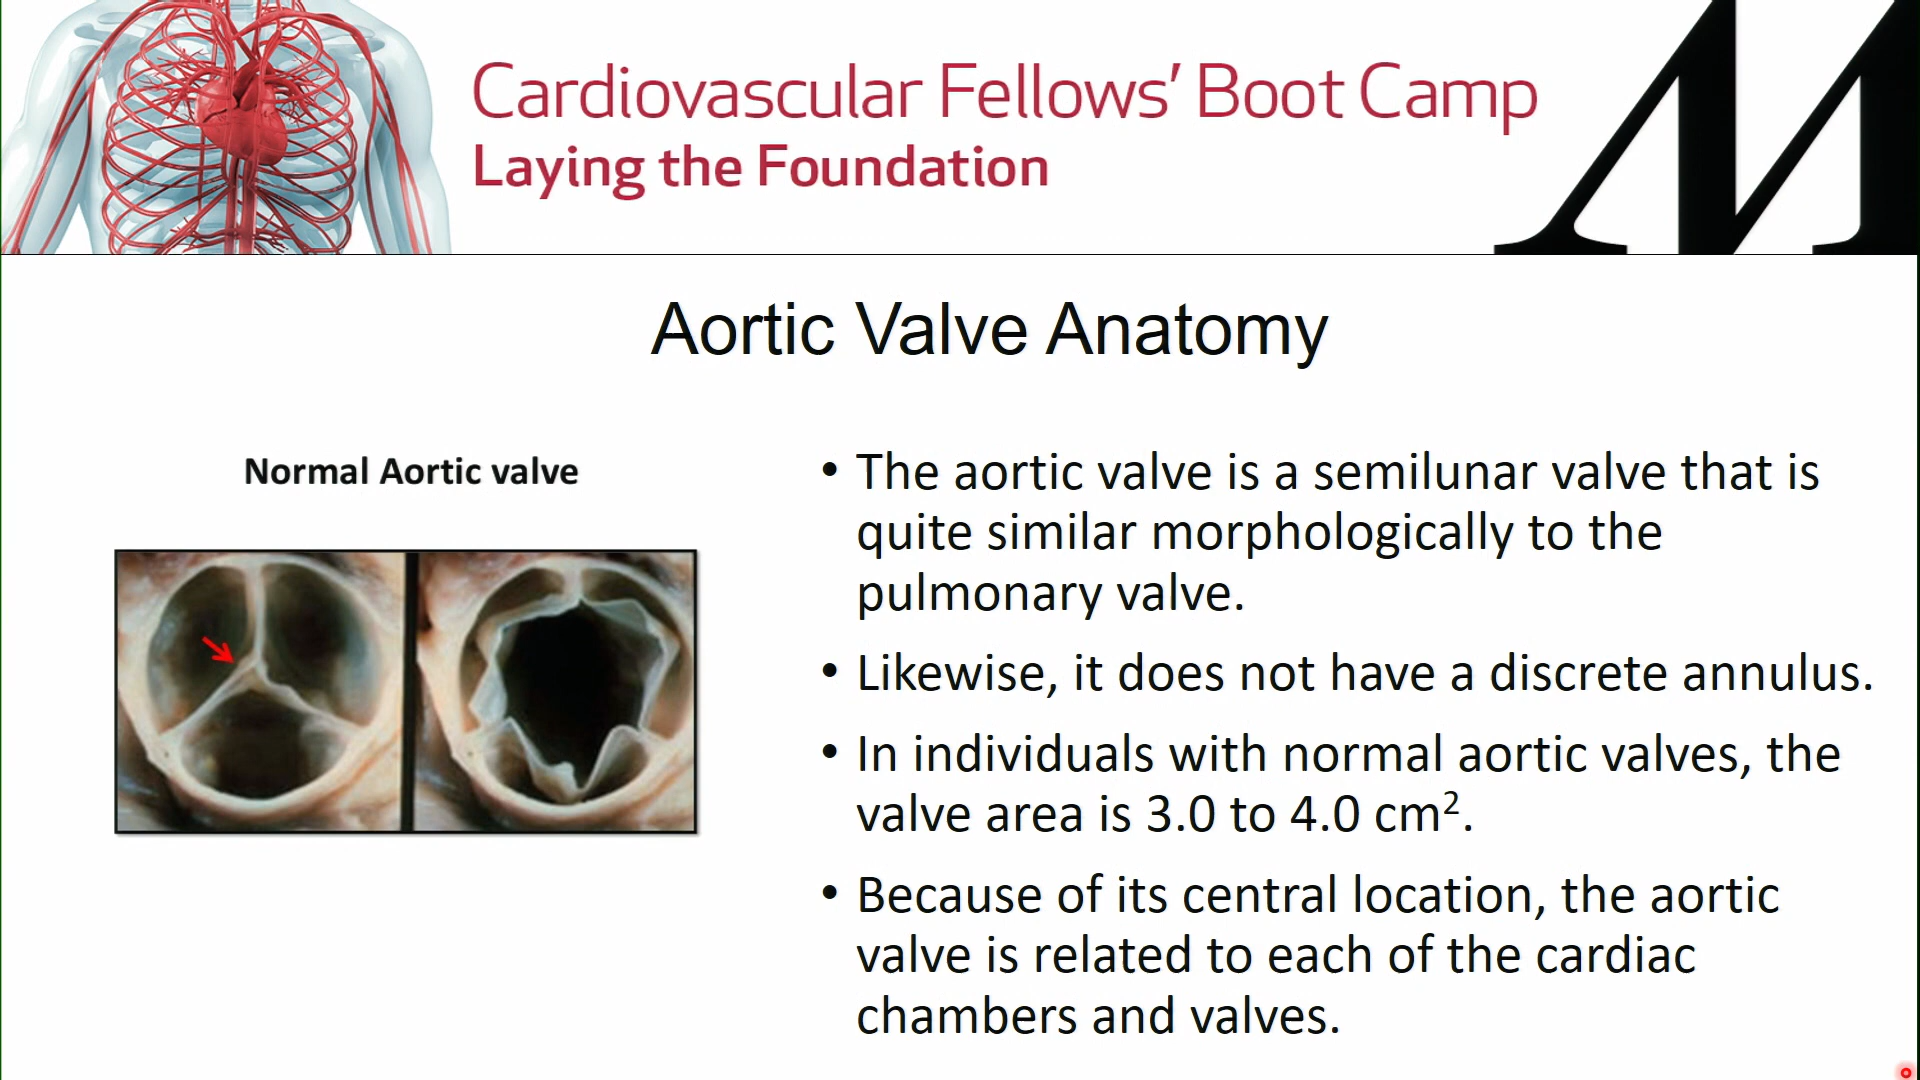 Cardiovascular Fellows’ Boot Camp
Laying the Foundation
M
Aortic Valve Anatomy
Normal Aortic valve
• The aortic valve is a semilunar valve that is
quite similar morphologically to the
pulmonary valve.
• Likewise, it does not have a discrete annulus.
• In individuals with normal aortic valves, the
valve area is 3.0 to 4.0 cm².
• Because of its central location, the aortic
valve is related to each of the cardiac
chambers and valves.